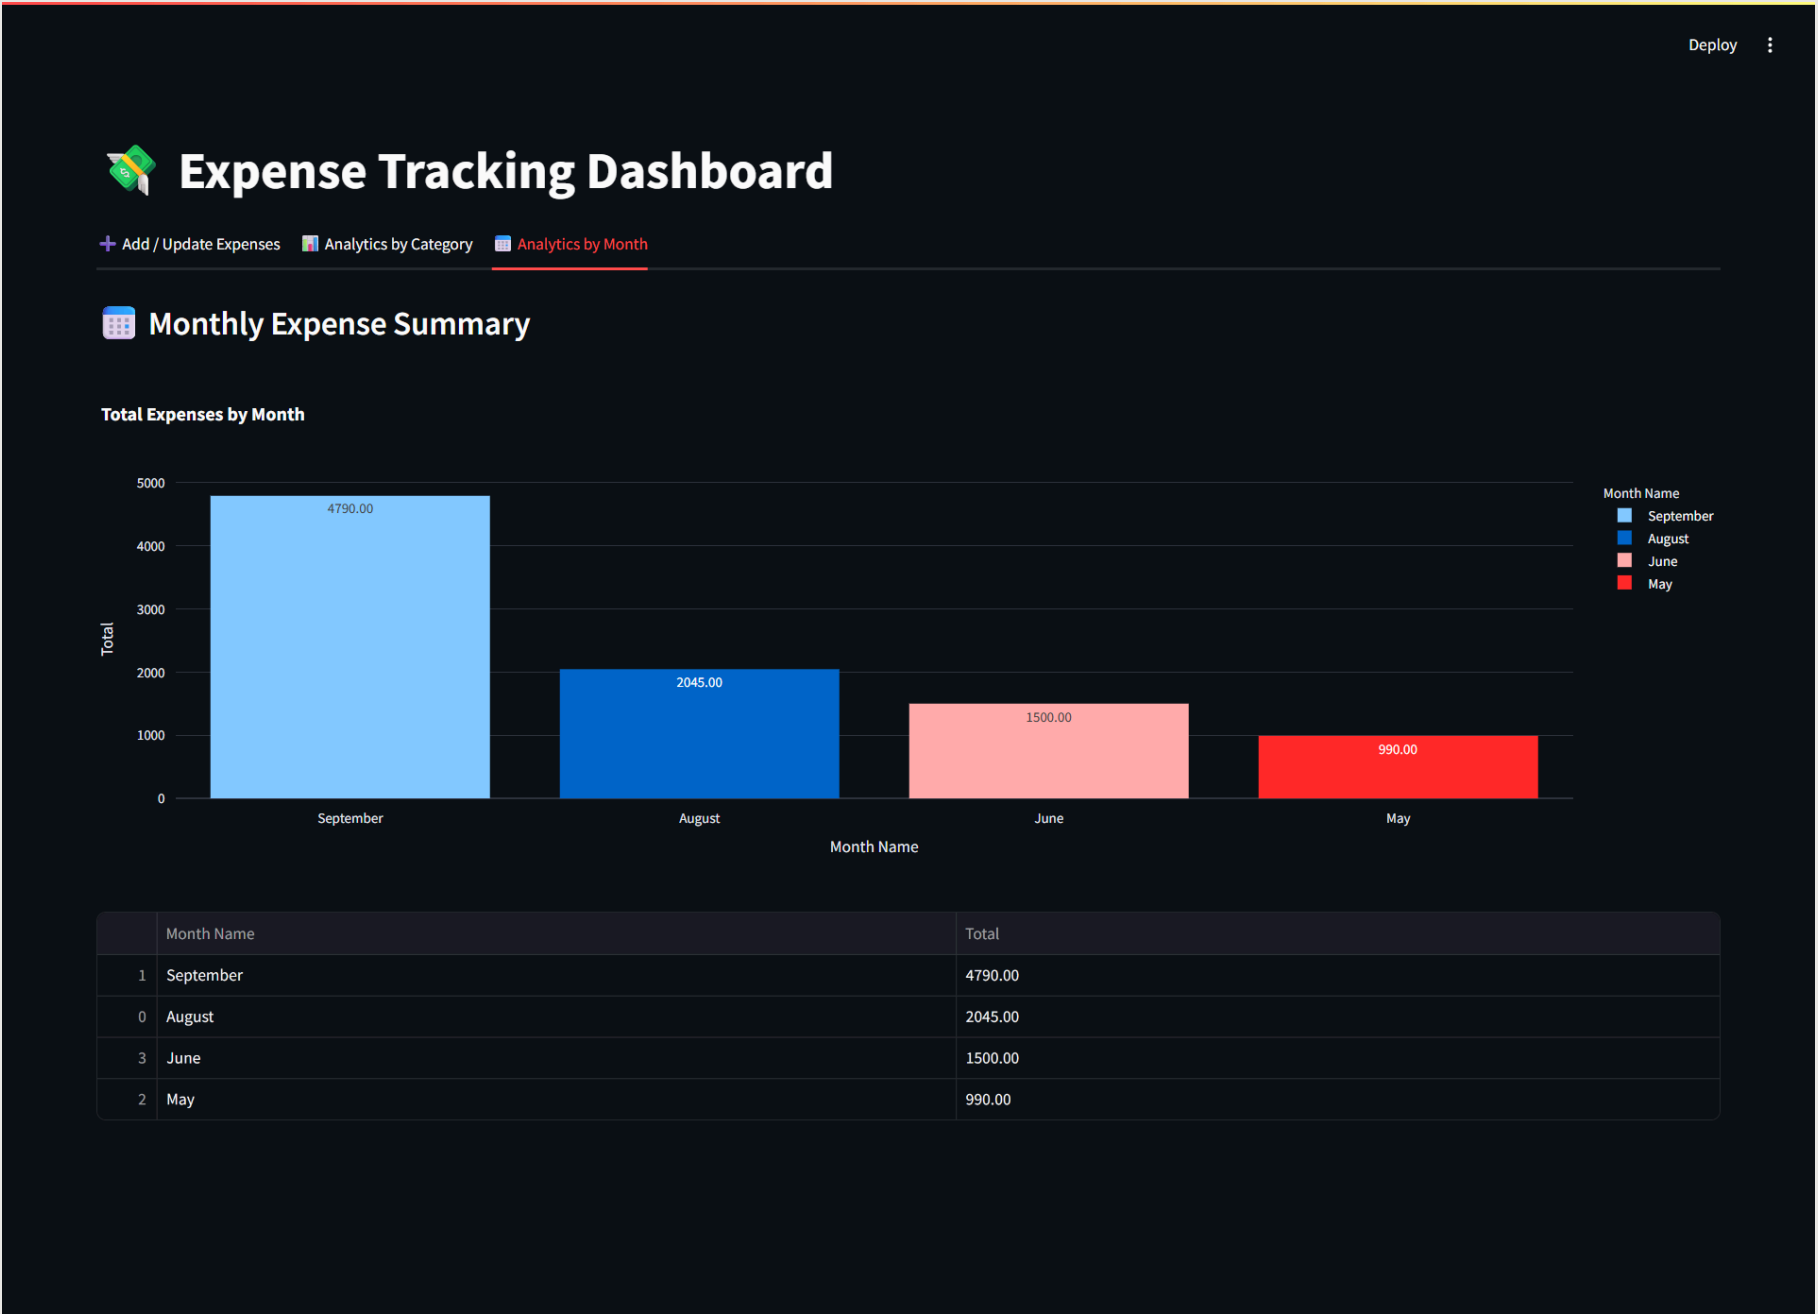 Deploy
Expense Tracking Dashboard
Add / Update Expenses Analytics by Category Analytics by Month
Monthly Expense Summary
Total Expenses by Month
5000
4000
3000
2000
1000
0
Total
4790.00
2045.00
1500.00
990.00
September August June May
Month Name
Month Name
September
August
June
May
Month Name Total
1 September 4790.00
0 August 2045.00
3 June 1500.00
2 May 990.00